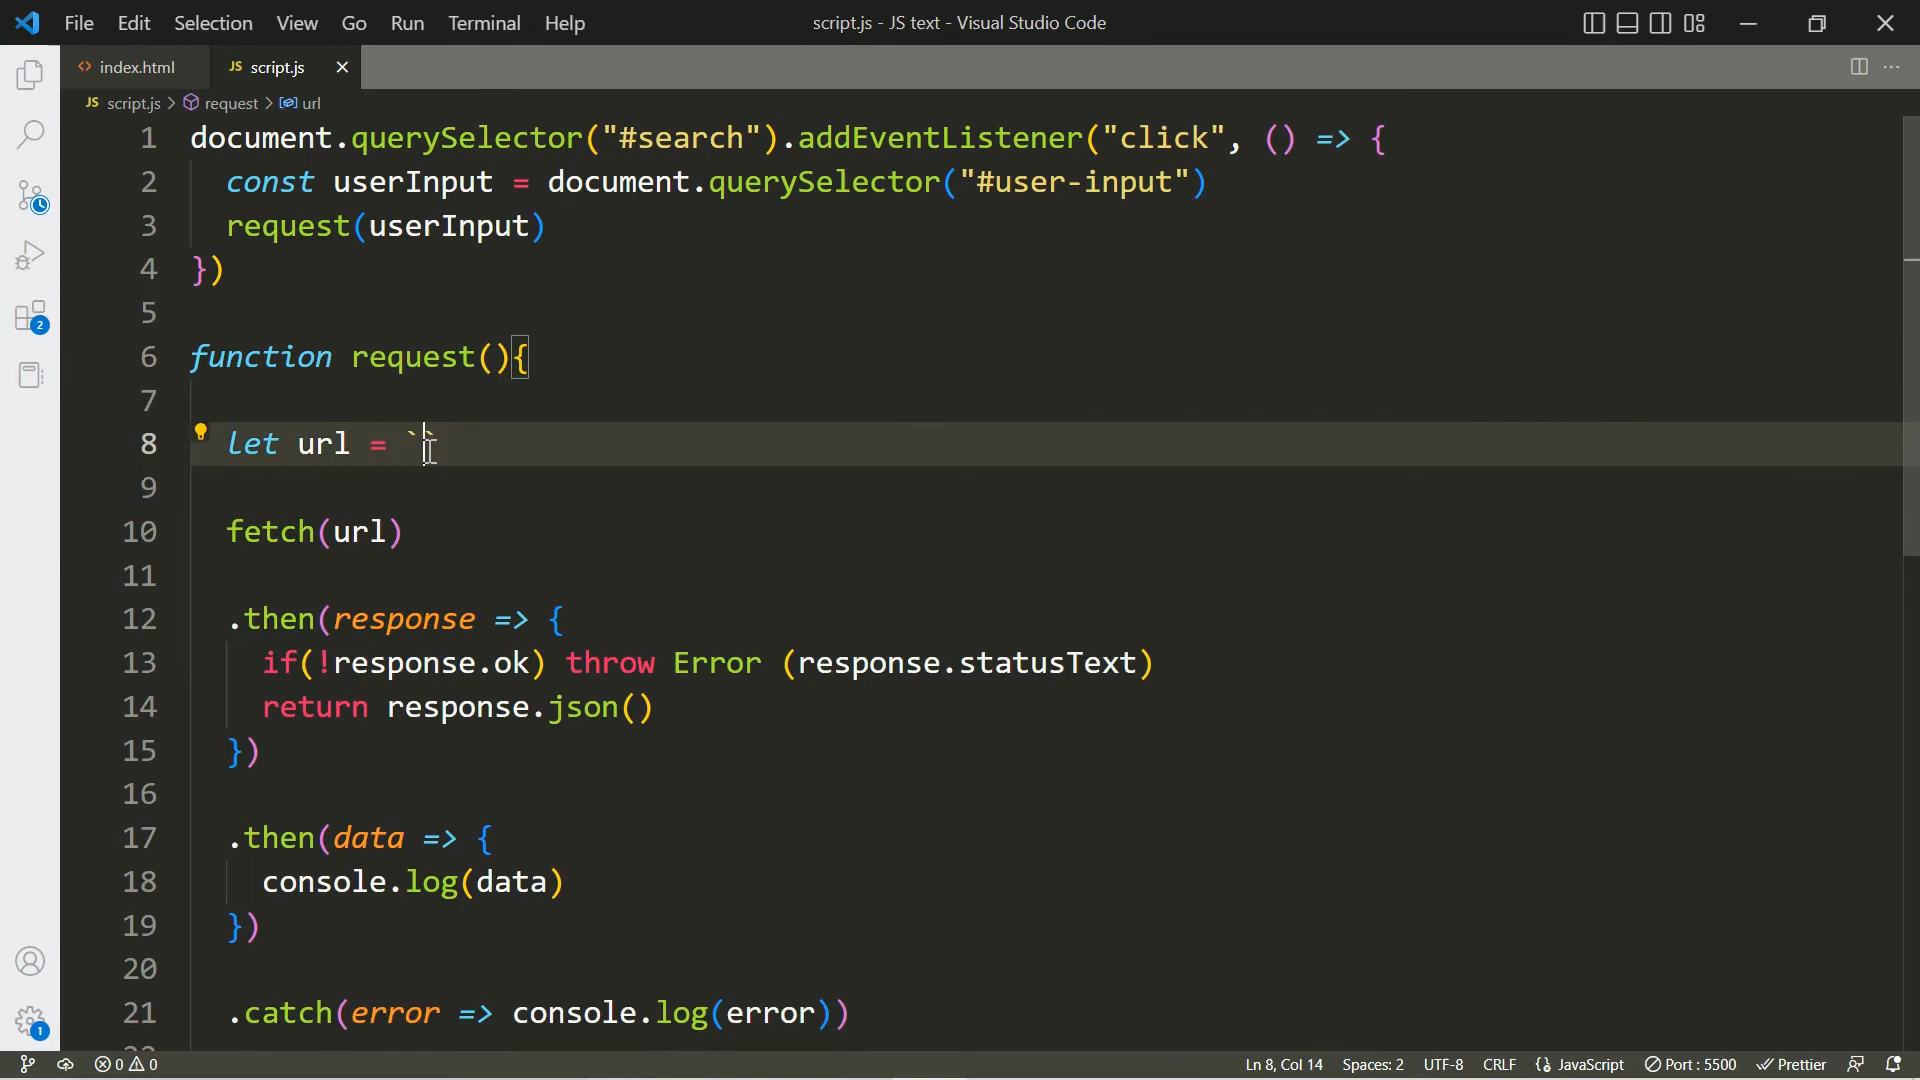 File Edit Selection View Go Run Terminal Help script.js - JS text - Visual Studio Code
<> index.html JS script.js
JS script.js > request > url
1 document.querySelector("#search").addEventListener("click", () => {
2 const userInput = document.querySelector("#user-input")
3 request(userInput)
4 })
5
6 function request(){
7
8 let url = ``
9
10 fetch(url)
11
12 .then(response => {
13 if(!response.ok) throw Error (response.statusText)
14 return response.json()
15 })
16
17 .then(data => {
18 console.log(data)
19 })
20
21 .catch(error => console.log(error))
2
1
0 0 Ln 8, Col 14 Spaces: 2 UTF-8 CRLF {} JavaScript Port : 5500 Prettier